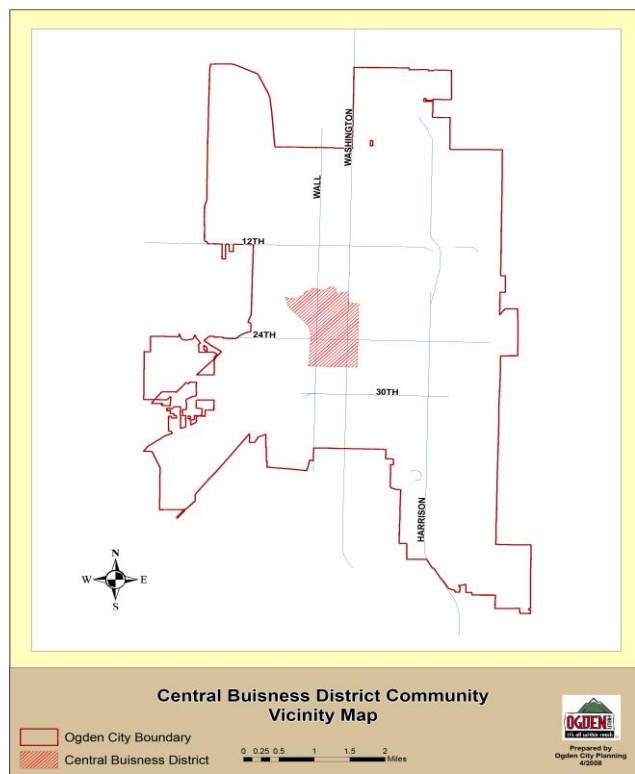 WASHINGTON
WALL
12TH
24TH
30TH
HARRISON
N
W E
S
Central Buisness District Community
Vicinity Map
Ogden City Boundary
Central Buisness District
0 0.25 0.5 1 1.5 2
Miles
OGDEN
Prepared by
Ogden City Planning
4/2008